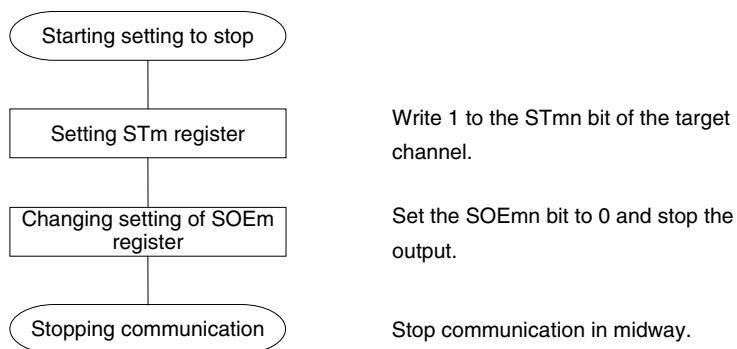 Starting setting to stop
Setting STm register
Write 1 to the STmn bit of the target
channel.
Changing setting of SOEm
register
Set the SOEmn bit to 0 and stop the
output.
Stopping communication
Stop communication in midway.